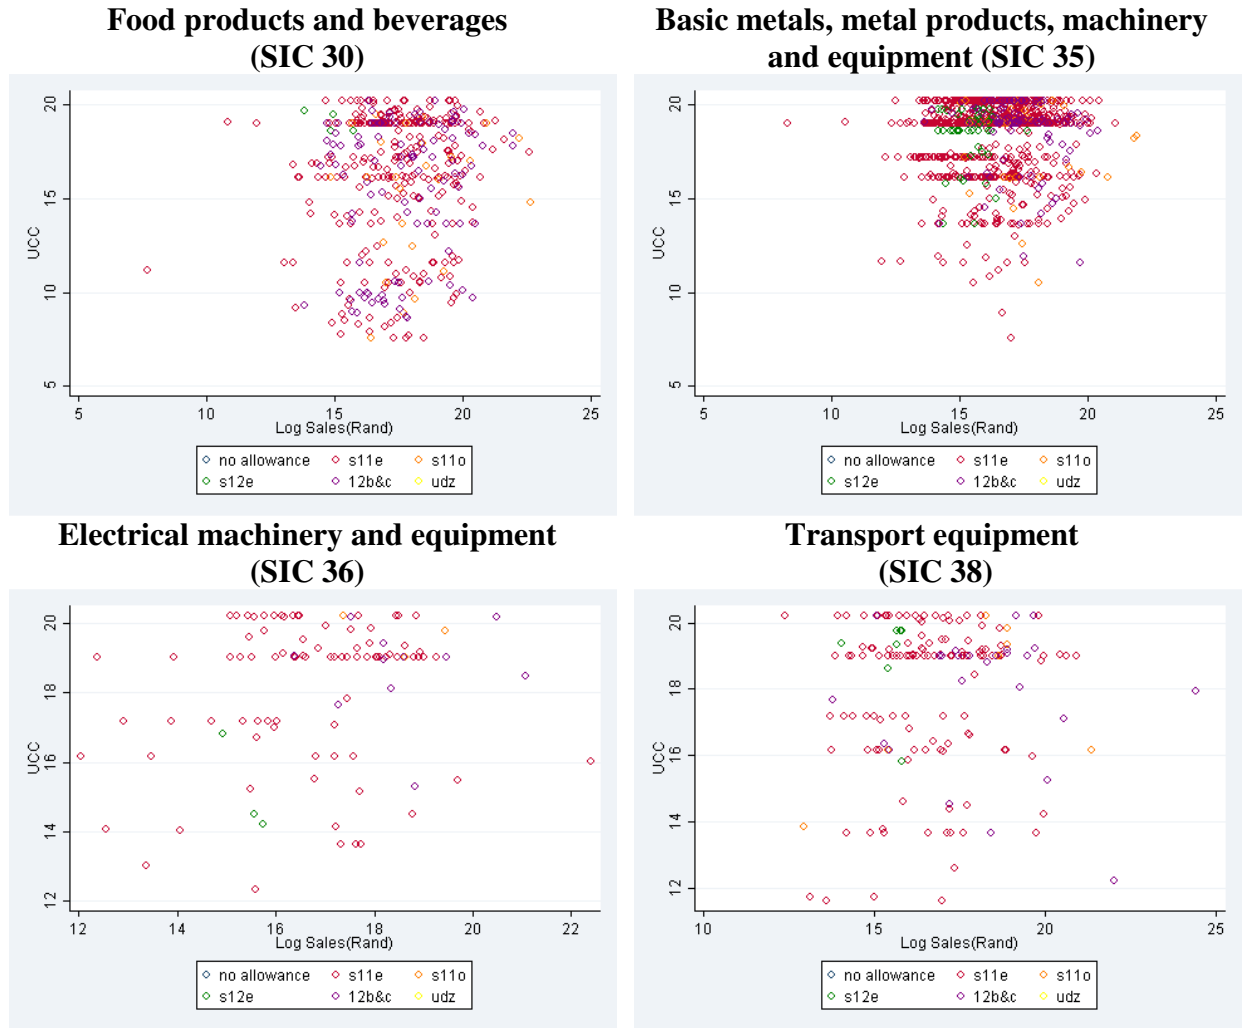 Food products and beverages
(SIC 30)
20
15
10
5
UCC
5 10 15 20 25
Log Sales(Rand)
no allowance s11e s11o
s12e 12b&c udz
Basic metals, metal products, machinery
and equipment (SIC 35)
20
15
10
5
UCC
5 10 15 20 25
Log Sales(Rand)
no allowance s11e s11o
s12e 12b&c udz
Electrical machinery and equipment
(SIC 36)
20
18
16
14
12
UCC
12 14 16 18 20 22
Log Sales(Rand)
no allowance s11e s11o
s12e 12b&c udz
Transport equipment
(SIC 38)
20
18
16
14
12
UCC
10 15 20 25
Log Sales(Rand)
no allowance s11e s11o
s12e 12b&c udz